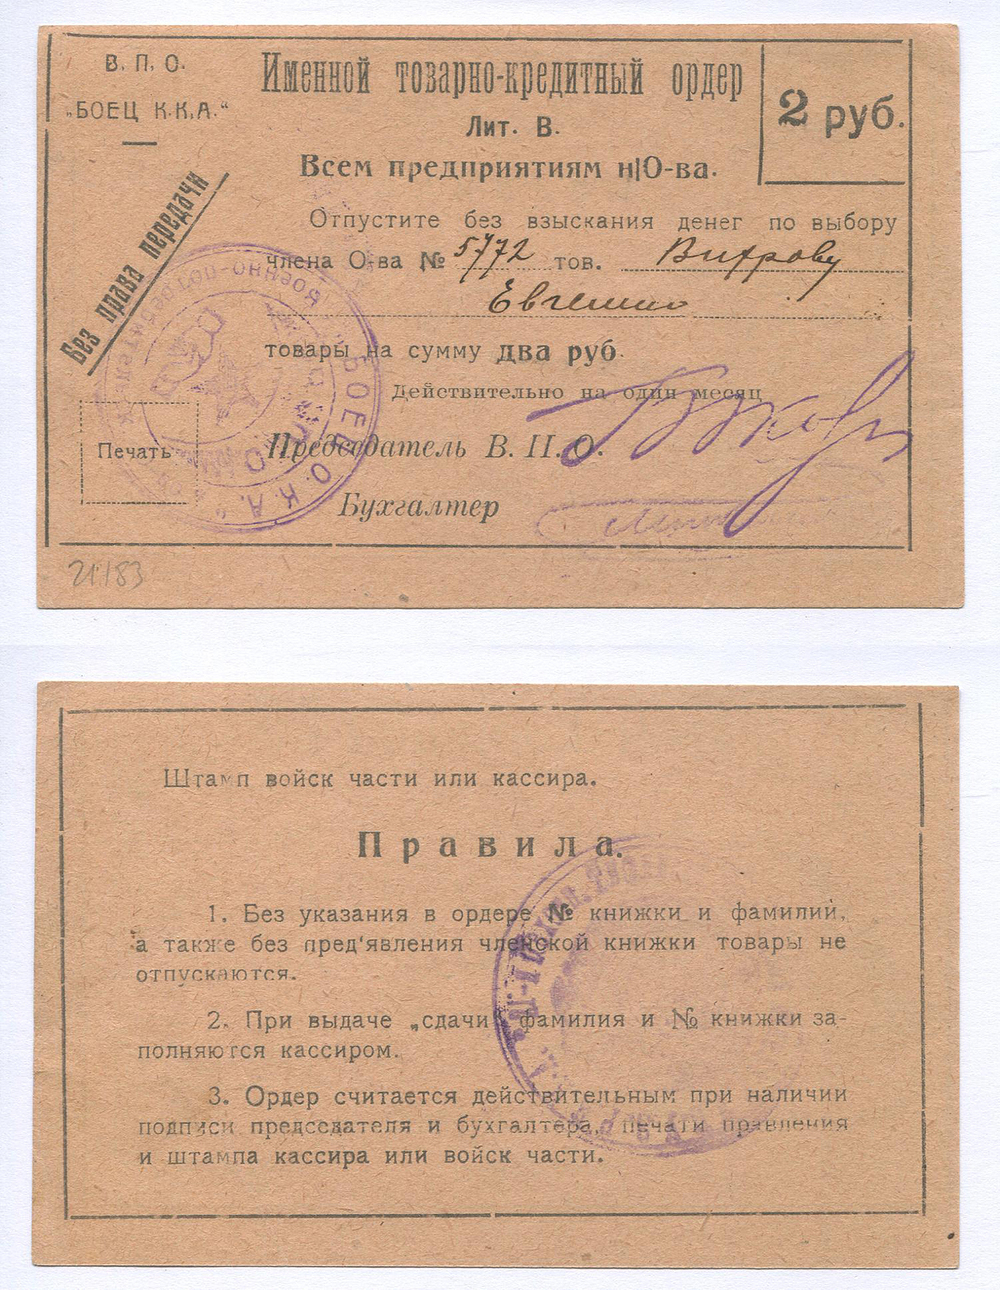 В. П. О.
„БОЕЦ К.К.А.“
Именной товарно-кредитный ордер
Лит. В.
2 руб.
Всем предприятиям н|О-ва.
Без права передачи
Отпустите без взыскания денег по выбору
члена О-ва № 5772 тов.
Евгению
товары на сумму два руб.
Действительно на один месяц
Печать
Председатель В. П. О.
Бухгалтер
21/83
Штамп войск части или кассира.
Правила.
1. Без указания в ордере № книжки и фамилий,
а также без пред'явления членской книжки товары не
отпускаются.
2. При выдаче „сдачи“ фамилия и № книжки за-
полняются кассиром.
3. Ордер считается действительным при наличии
подписи председателя и бухгалтера, печати правления
и штампа кассира или войск части.